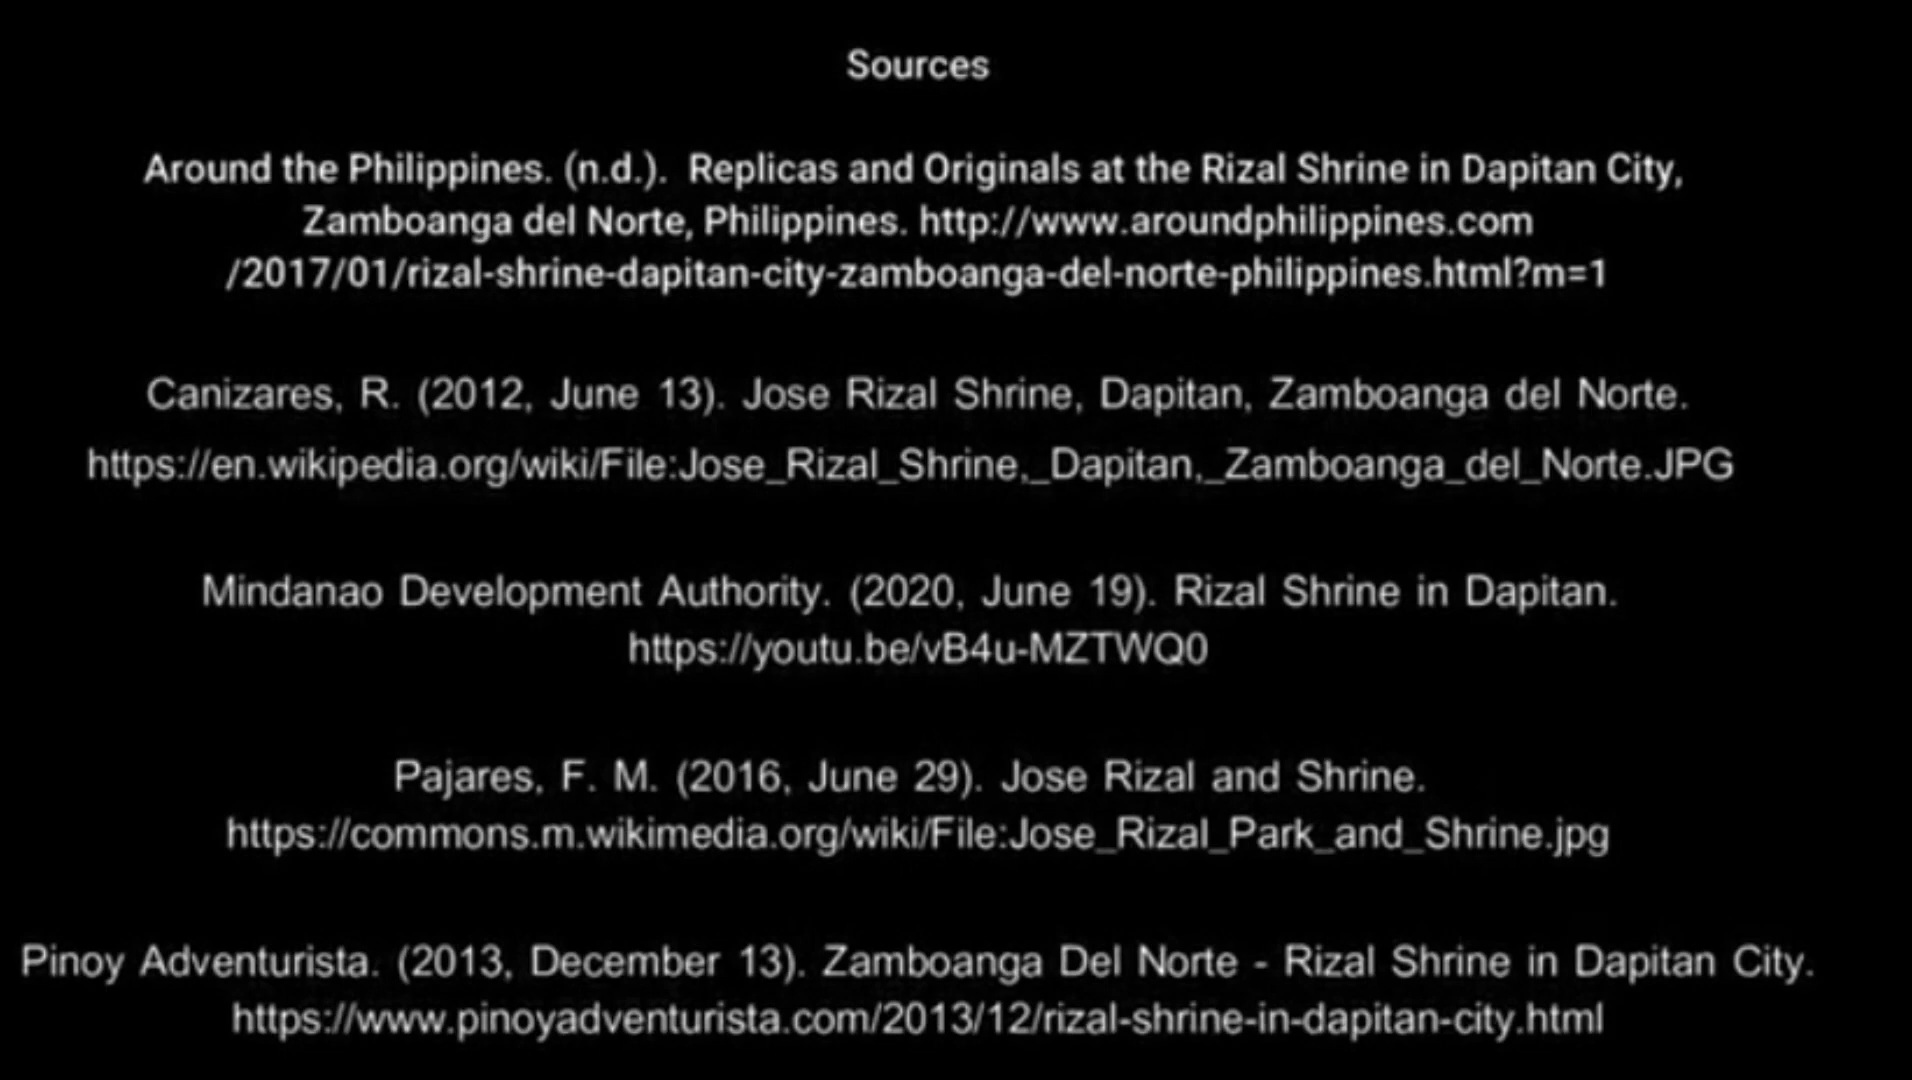 Sources
Around the Philippines. (n.d.). Replicas and Originals at the Rizal Shrine in Dapitan City,
Zamboanga del Norte, Philippines. http://www.aroundphilippines.com
/2017/01/rizal-shrine-dapitan-city-zamboanga-del-norte-philippines.html?m=1
Canizares, R. (2012, June 13). Jose Rizal Shrine, Dapitan, Zamboanga del Norte.
https://en.wikipedia.org/wiki/File:Jose_Rizal_Shrine,_Dapitan,_Zamboanga_del_Norte.JPG
Mindanao Development Authority. (2020, June 19). Rizal Shrine in Dapitan.
https://youtu.be/vB4u-MZTWQ0
Pajares, F. M. (2016, June 29). Jose Rizal and Shrine.
https://commons.m.wikimedia.org/wiki/File:Jose_Rizal_Park_and_Shrine.jpg
Pinoy Adventurista. (2013, December 13). Zamboanga Del Norte - Rizal Shrine in Dapitan City.
https://www.pinoyadventurista.com/2013/12/rizal-shrine-in-dapitan-city.html